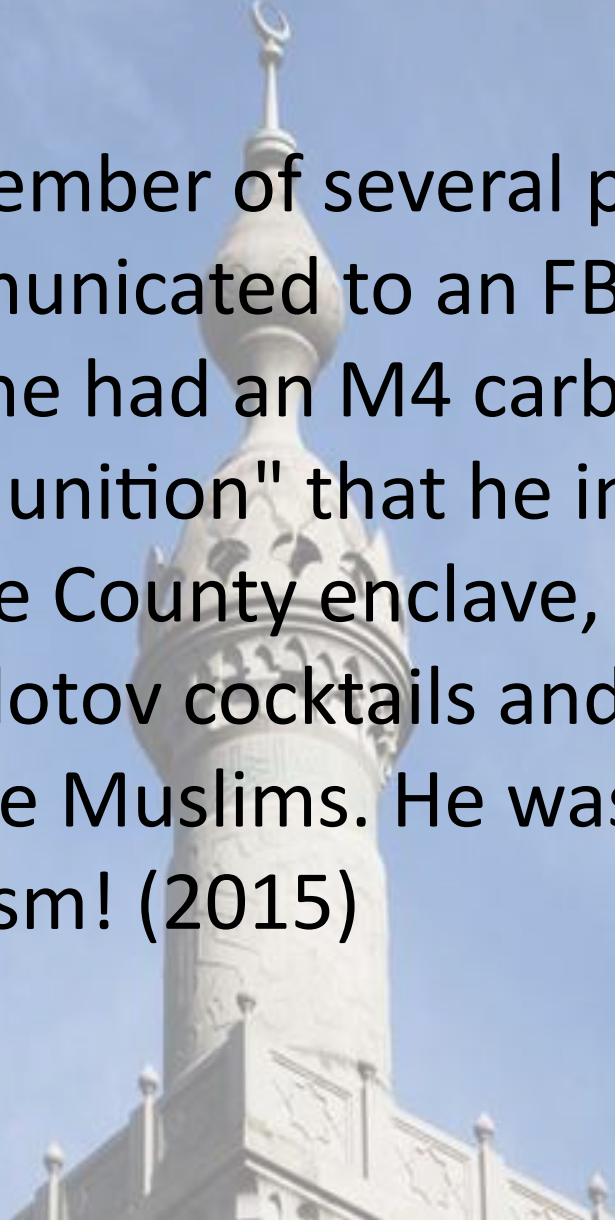 ember of several p
municated to an FB
he had an M4 carb
unition" that he in
e County enclave,
lotov cocktails and
e Muslims. He was
sm! (2015)